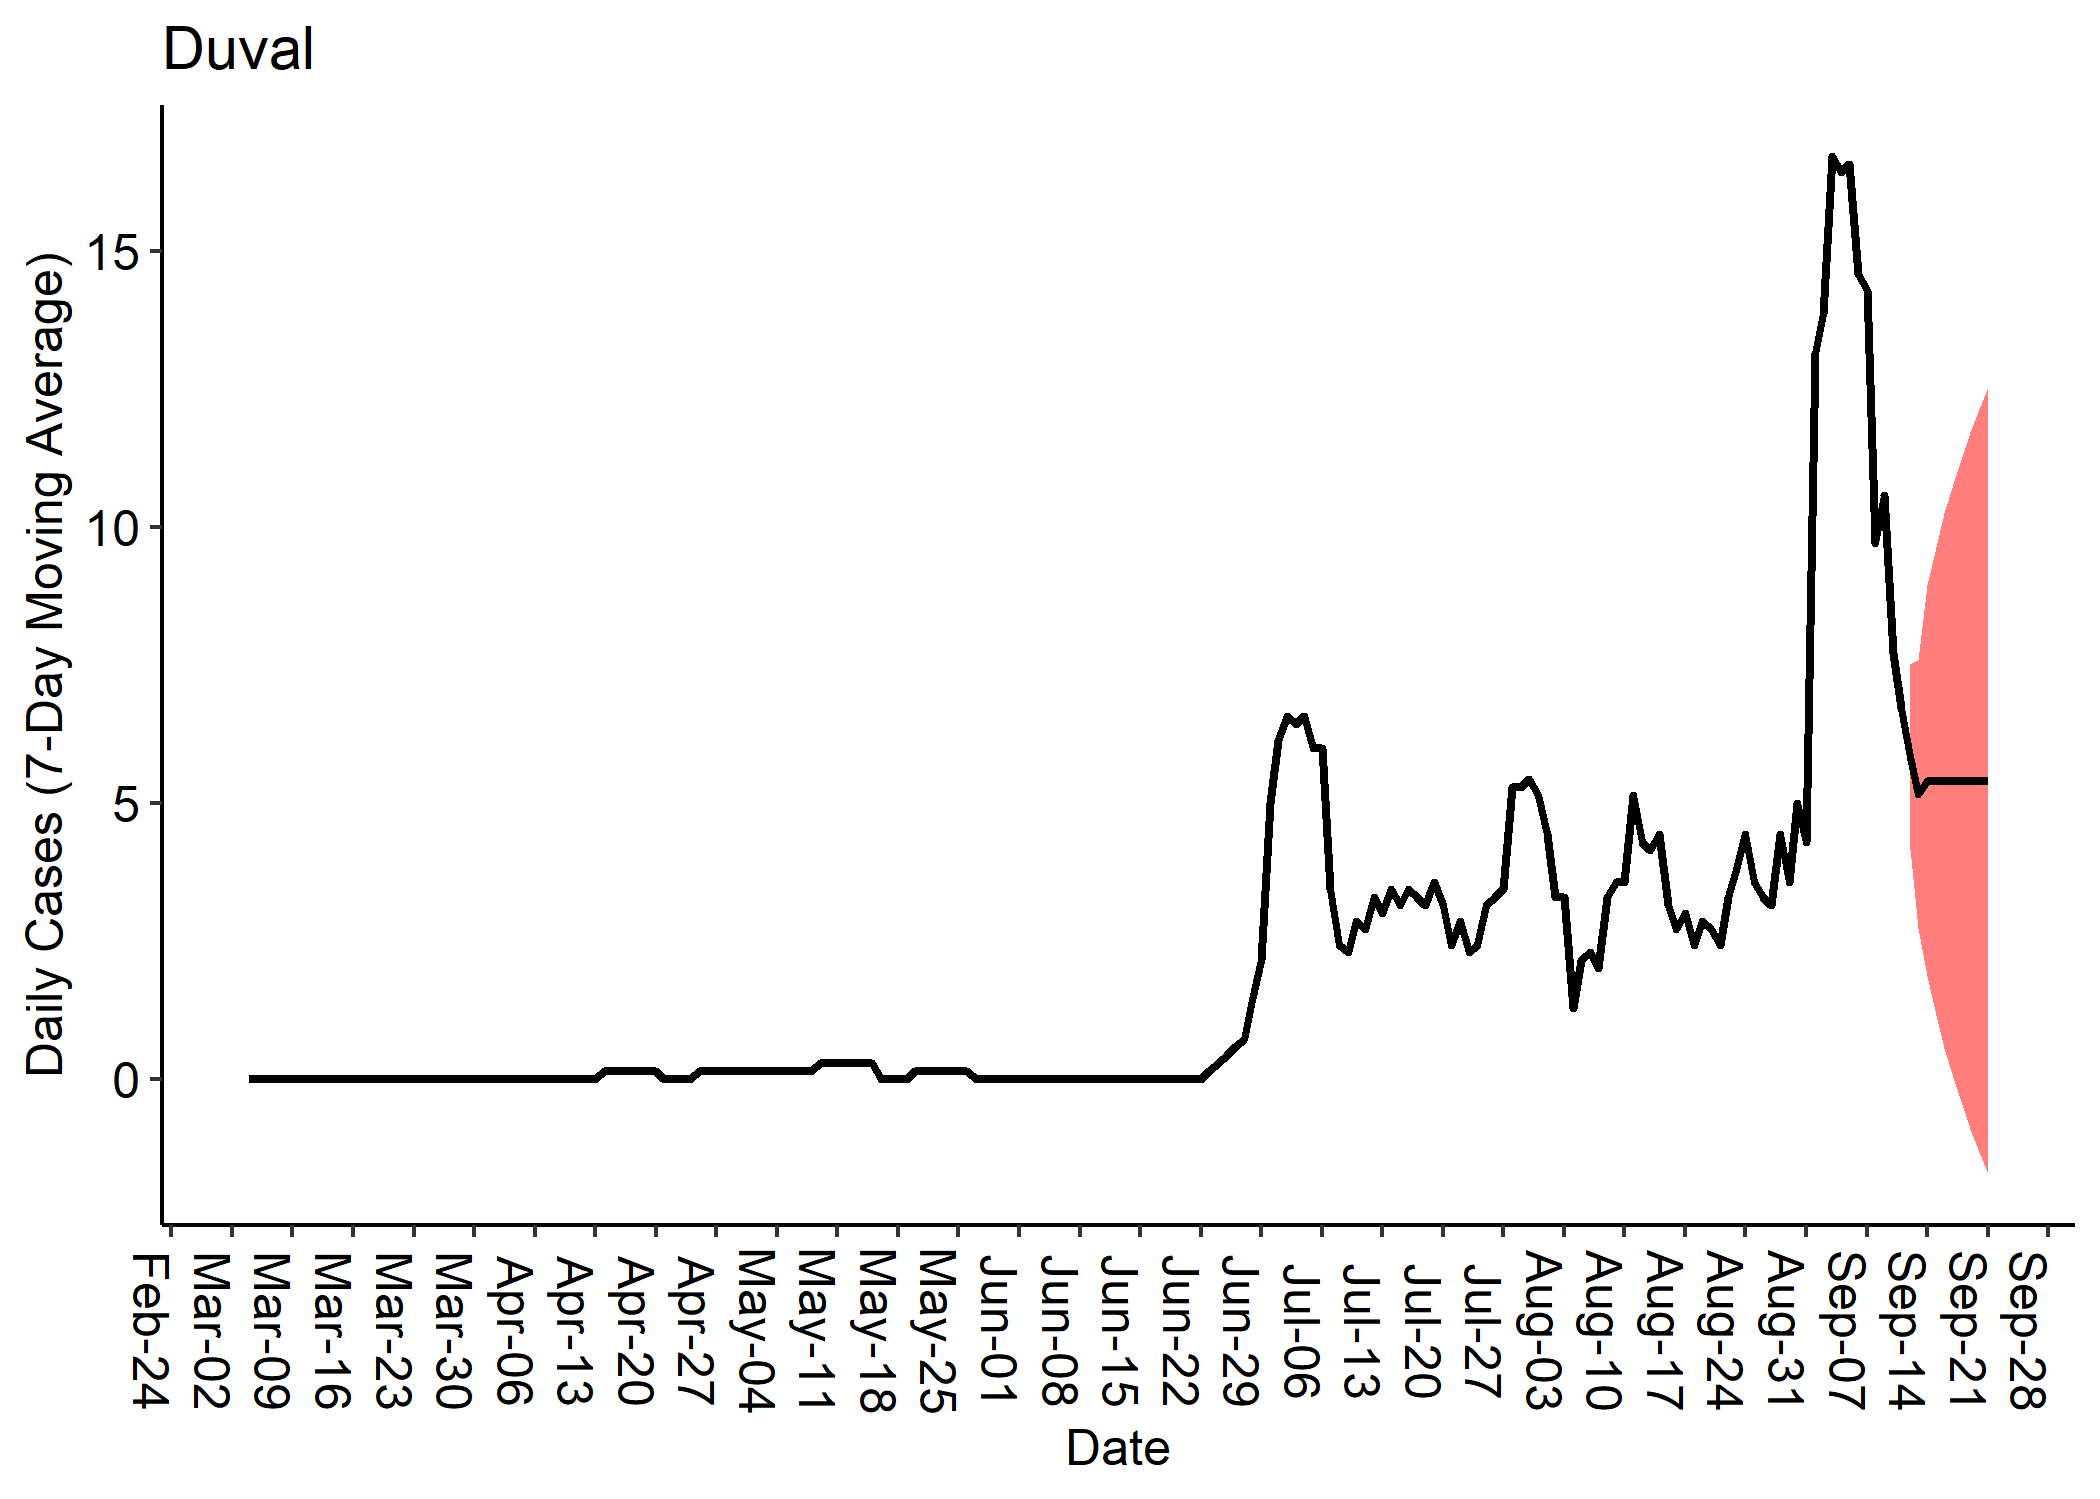 Duval
Daily Cases (7-Day Moving Average)
15
10
5
0
Feb-24
Mar-02
Mar-09
Mar-16
Mar-23
Mar-30
Apr-06
Apr-13
Apr-20
Apr-27
May-04
May-11
May-18
May-25
Jun-01
Jun-08
Jun-15
Jun-22
Jun-29
Jul-06
Jul-13
Jul-20
Jul-27
Aug-03
Aug-10
Aug-17
Aug-24
Aug-31
Sep-07
Sep-14
Sep-21
Sep-28
Date